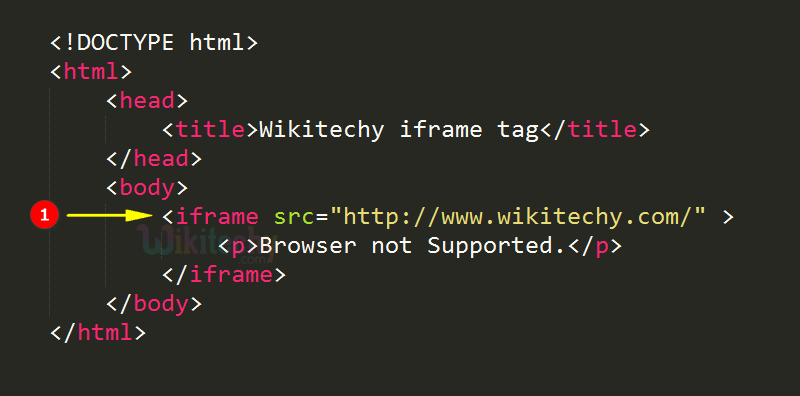 <!DOCTYPE html>
<html>
<head>
<title>Wikitechy iframe tag</title>
</head>
<body>
1
<iframe src="http://www.wikitechy.com/" >
Wikitechy
.com
<p>Browser not Supported.</p>
</iframe>
</body>
</html>